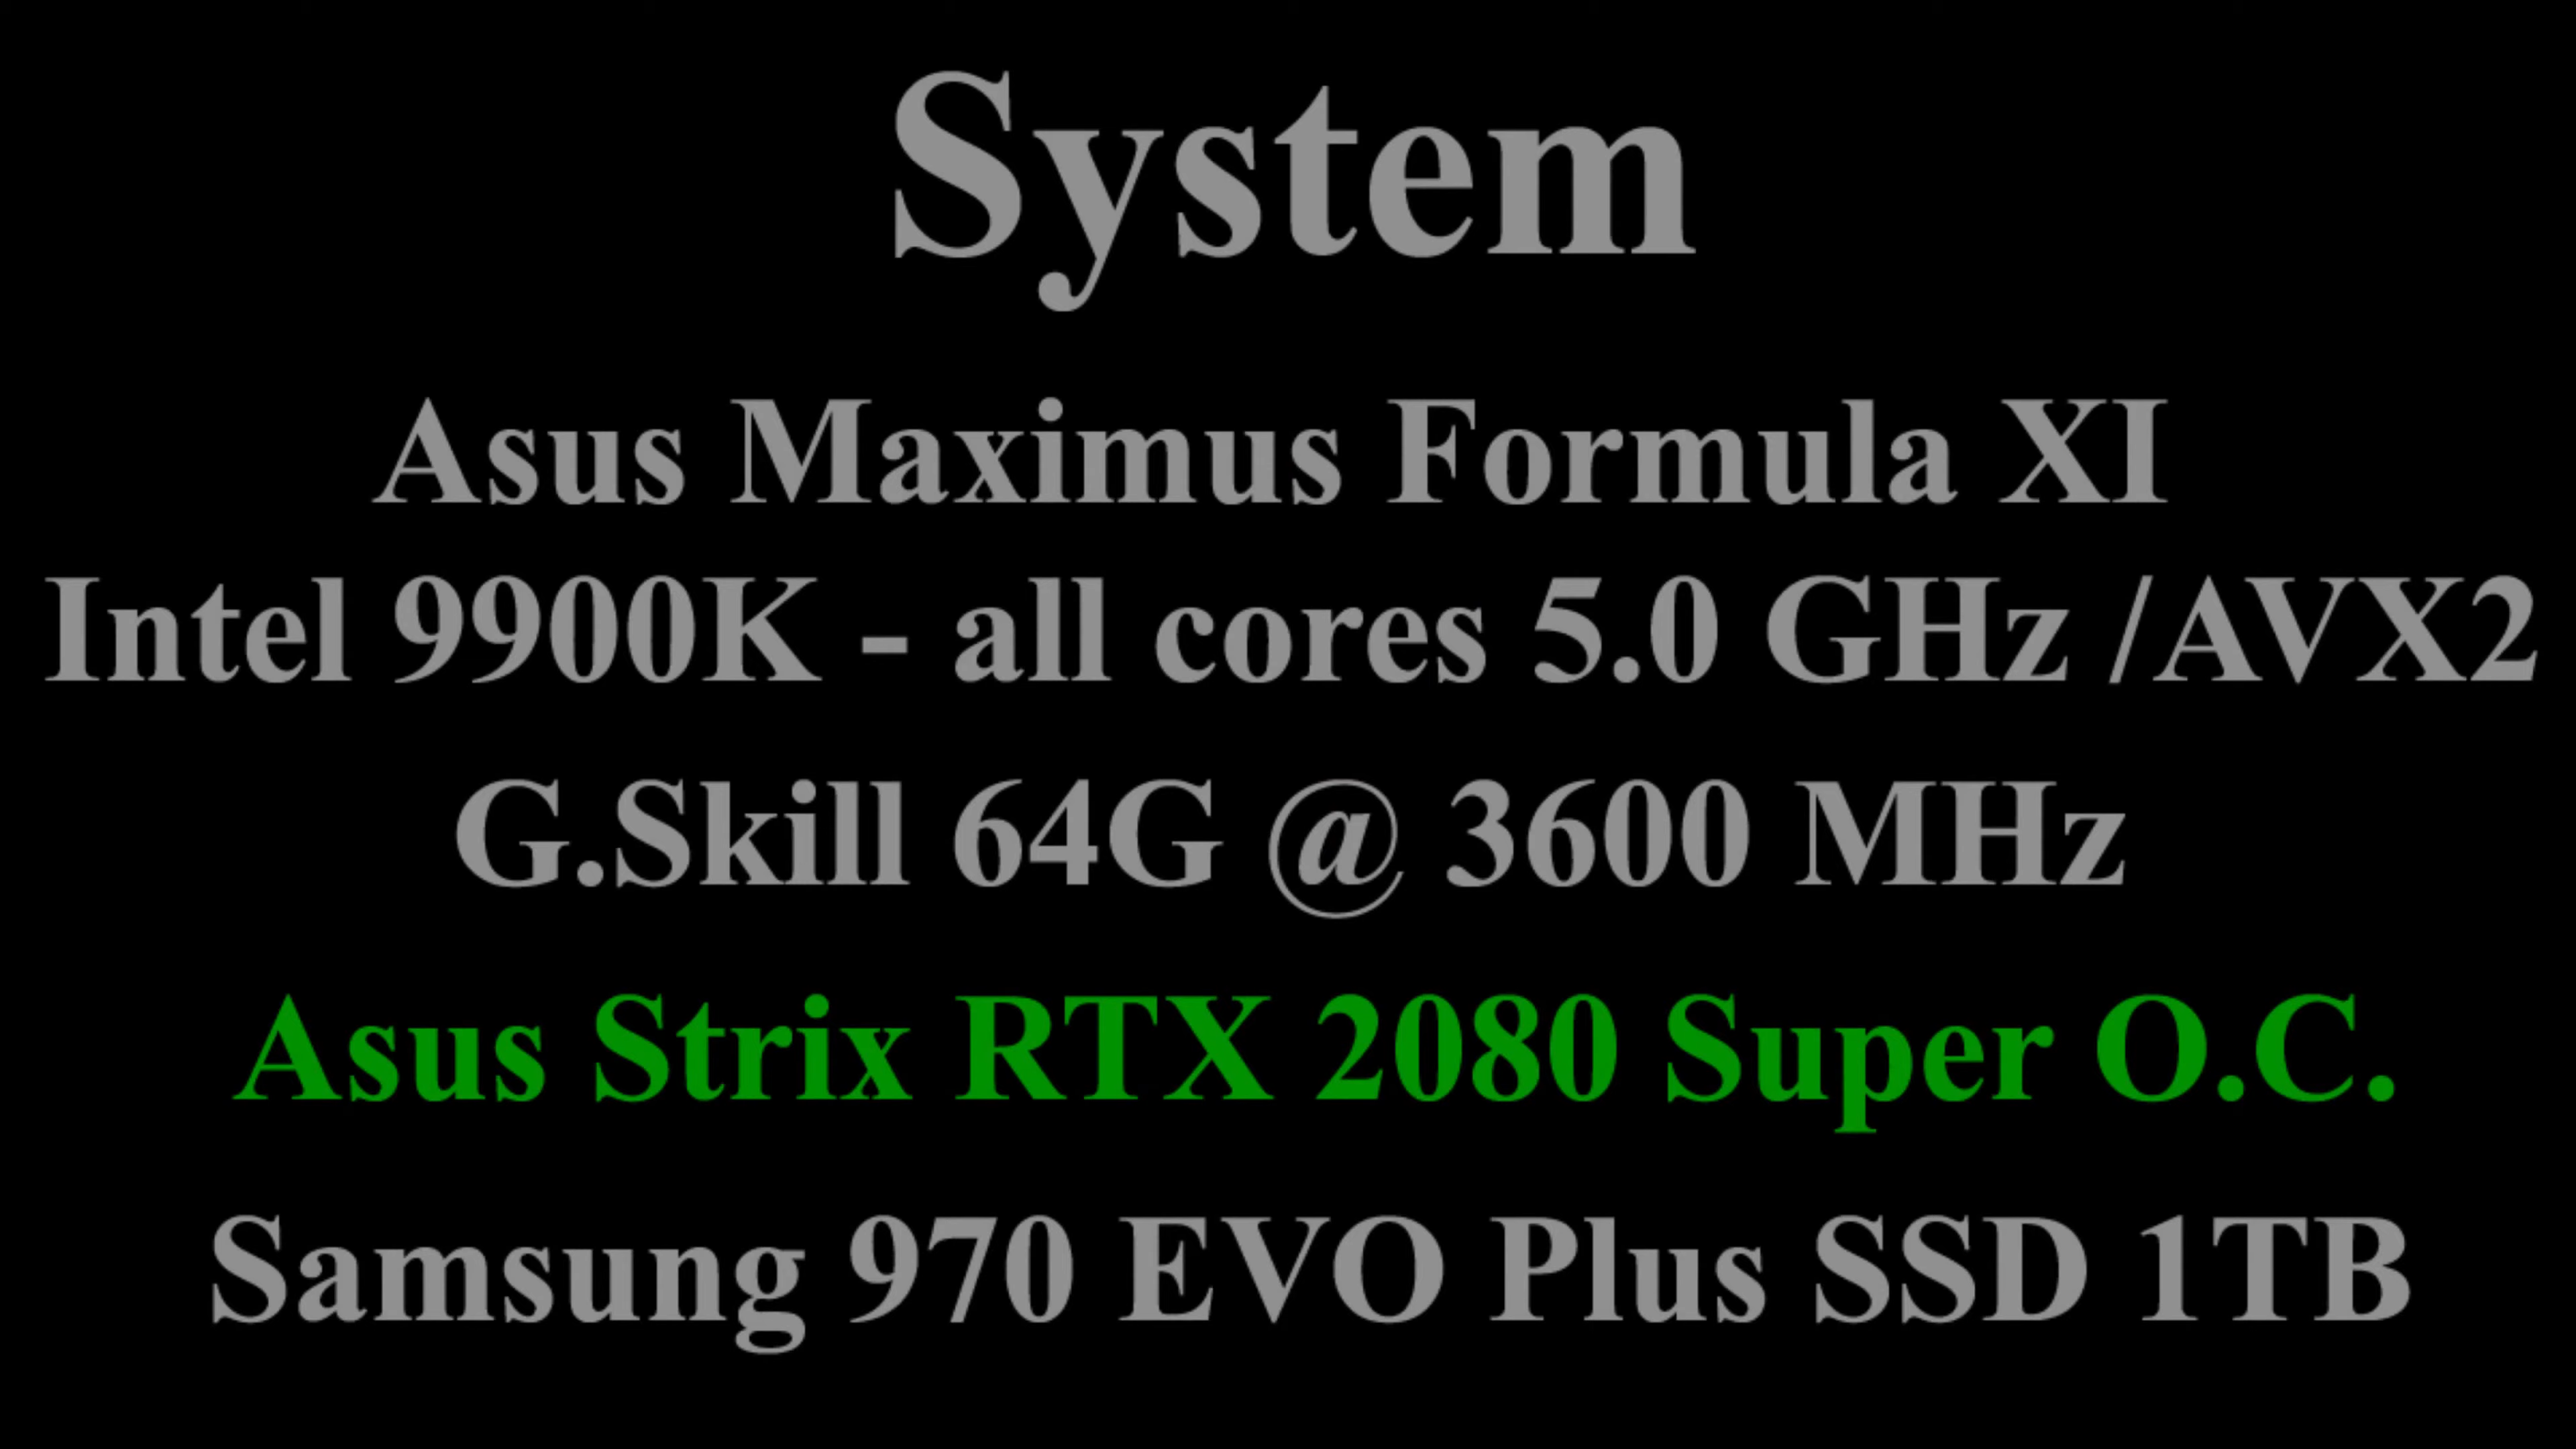 System
Asus Maximus Formula XI
Intel 9900K - all cores 5.0 GHz /AVX2
G.Skill 64G @ 3600 MHz
Asus Strix RTX 2080 Super O.C.
Samsung 970 EVO Plus SSD 1TB